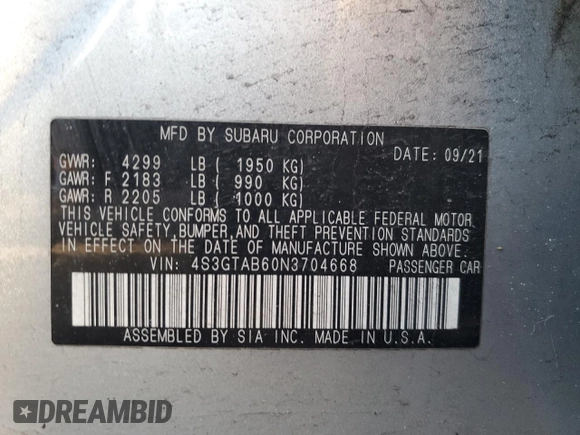 MFD BY SUBARU CORPORATION
DATE: 09/21
GVWR: 4299 LB ( 1950 KG)
GAWR: F 2183 LB ( 990 KG)
GAWR: R 2205 LB ( 1000 KG)
THIS VEHICLE CONFORMS TO ALL APPLICABLE FEDERAL MOTOR
VEHICLE SAFETY,BUMPER,AND THEFT PREVENTION STANDARDS
IN EFFECT ON THE DATE OF MANUFACTURE SHOWN ABOVE.
VIN: 4S3GTAB60N3704668 PASSENGER CAR
ASSEMBLED BY SIA INC. MADE IN U.S.A.
DREAMBID